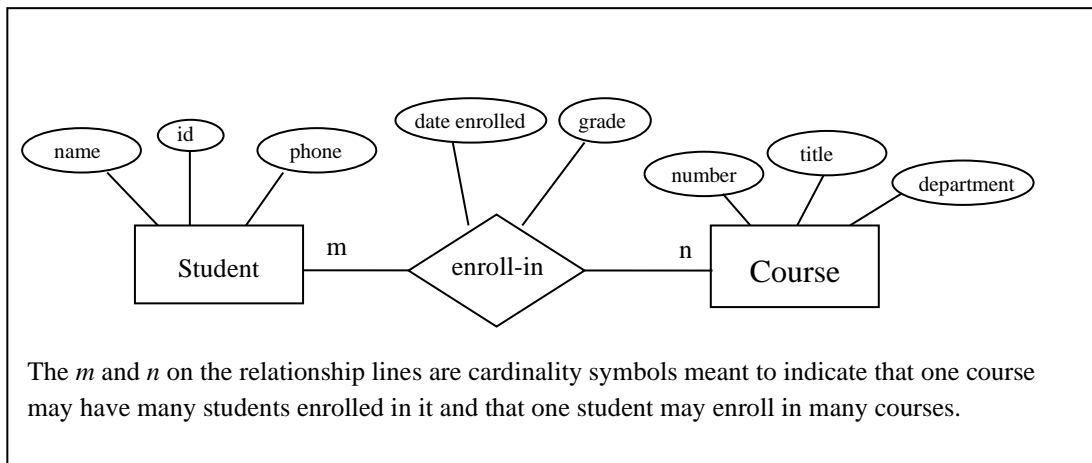 date enrolled
grade
name
id
phone
number
title
department
Student
m
enroll-in
n
Course
The m and n on the relationship lines are cardinality symbols meant to indicate that one course
may have many students enrolled in it and that one student may enroll in many courses.